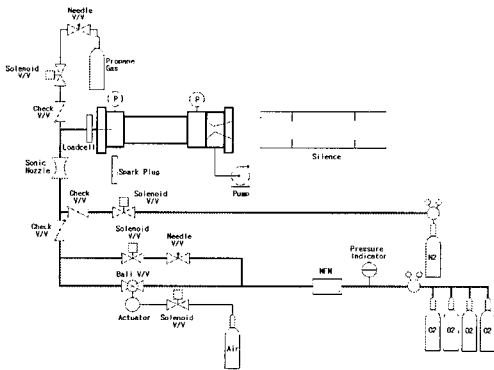 Needle
V/V
Propane
Gas
Solenoid
V/V
Check
V/V
(P)
(P)
Loadcell
Silence
Sonic
Nozzle
Spark Plug
Pump
Check
V/V
Solenoid
V/V
Check
V/V
Solenoid
V/V
Needle
V/V
Pressure
Indicator
N2
Ball V/V
MFM
Actuator
Solenoid
V/V
Air
O2
O2
O2
O2